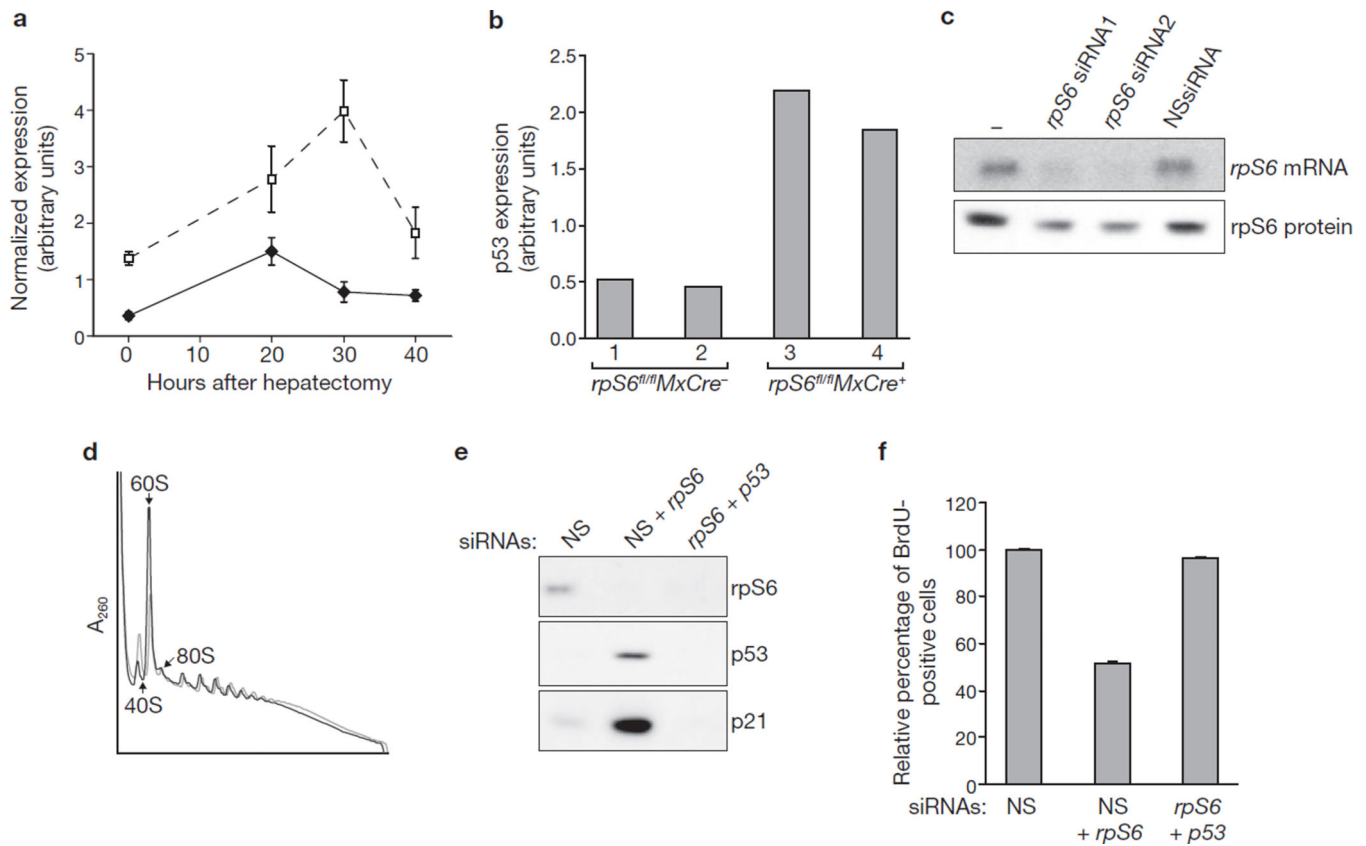 a
Normalized expression
(arbitrary units)
5
4
3
2
1
0
0
10
20
30
40
Hours after hepatectomy
b
p53 expression
(arbitrary units)
2.5
2.0
1.5
1.0
0.5
0.0
1
2
3
4
rpS6fl/flMxCre–
rpS6fl/flMxCre+
c
–
rpS6 siRNA1
rpS6 siRNA2
NSsiRNA
rpS6 mRNA
rpS6 protein
d
A260
60S
80S
40S
e
siRNAs:
NS
NS + rpS6
rpS6 + p53
rpS6
p53
p21
f
Relative percentage of BrdU-
positive cells
120
100
80
60
40
20
0
siRNAs:
NS
NS
+ rpS6
rpS6
+ p53